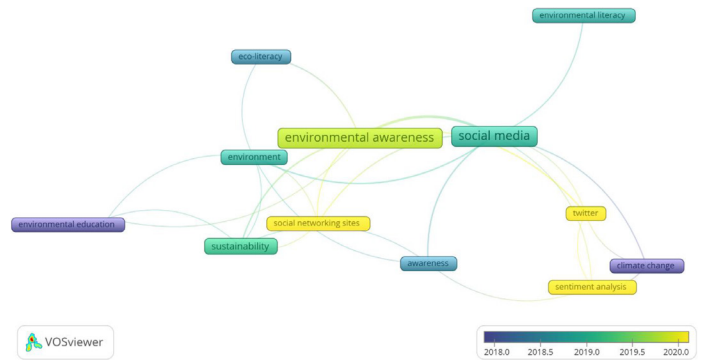 environmental literacy
eco-literacy
environmental awareness
social media
environment
environmental education
social networking sites
twitter
sustainability
awareness
climate change
sentiment analysis
VOSviewer
2018.0 2018.5 2019.0 2019.5 2020.0